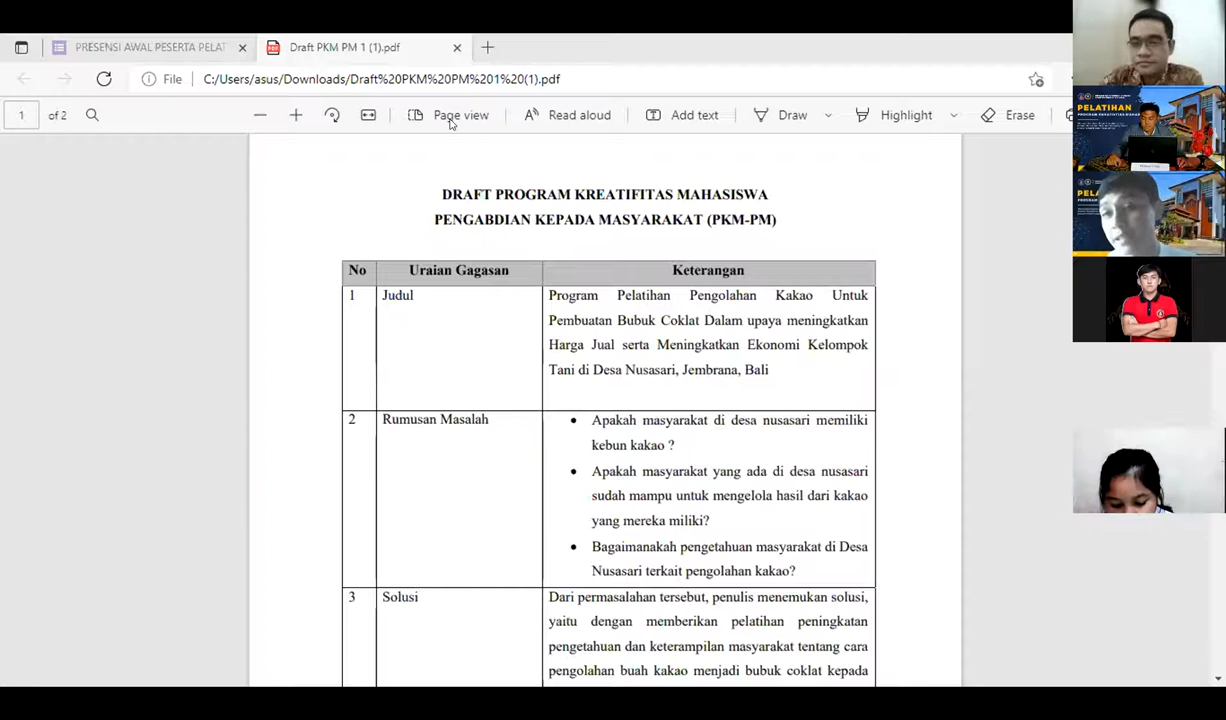 PRESENSI AWAL PESERTA PELAT
Draft PKM PM 1 (1).pdf
File
C:/Users/asus/Downloads/Draft%20PKM%20PM%201%20(1).pdf
1 of 2
Page view
Read aloud
Add text
Draw
Highlight
Erase
DRAFT PROGRAM KREATIFITAS MAHASISWA
PENGABDIAN KEPADA MASYARAKAT (PKM-PM)
No Uraian Gagasan Keterangan
1 Judul Program Pelatihan Pengolahan Kakao Untuk
Pembuatan Bubuk Coklat Dalam upaya meningkatkan
Harga Jual serta Meningkatkan Ekonomi Kelompok
Tani di Desa Nusasari, Jembrana, Bali
2 Rumusan Masalah • Apakah masyarakat di desa nusasari memiliki
kebun kakao ?
• Apakah masyarakat yang ada di desa nusasari
sudah mampu untuk mengelola hasil dari kakao
yang mereka miliki?
• Bagaimanakah pengetahuan masyarakat di Desa
Nusasari terkait pengolahan kakao?
3 Solusi Dari permasalahan tersebut, penulis menemukan solusi,
yaitu dengan memberikan pelatihan peningkatan
pengetahuan dan keterampilan masyarakat tentang cara
pengolahan buah kakao menjadi bubuk coklat kepada
PELATIHAN